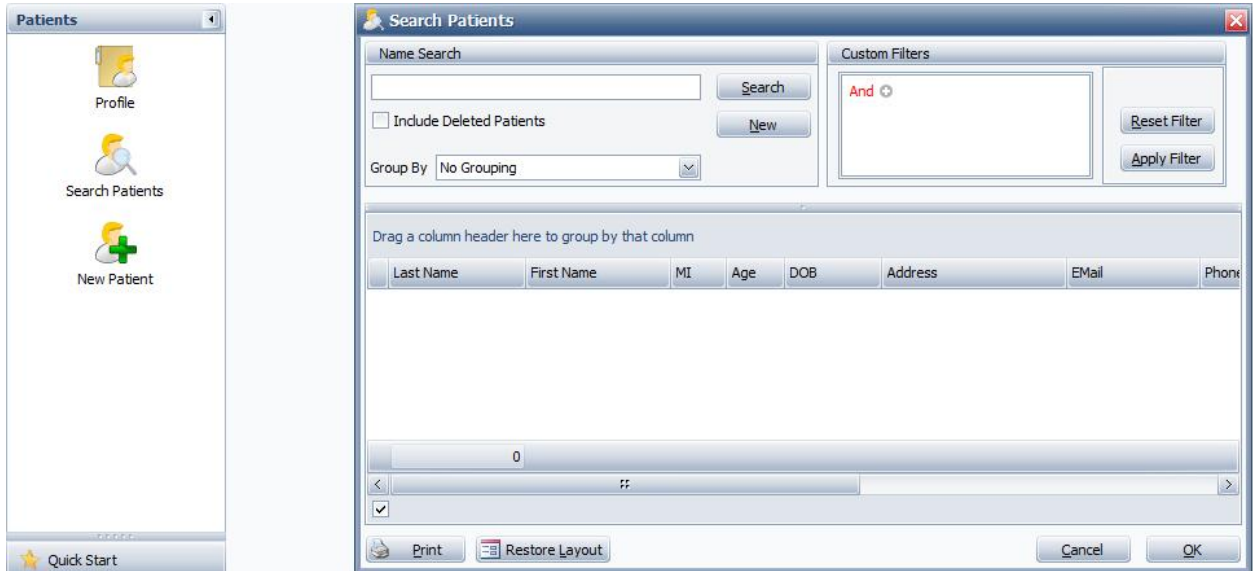 Patients
Profile
Search Patients
New Patient
Quick Start
Search Patients
Name Search
Search
Include Deleted Patients
New
Group By No Grouping
Custom Filters
And
Reset Filter
Apply Filter
Drag a column header here to group by that column
Last Name First Name MI Age DOB Address EMail Phone
0
Print Restore Layout Cancel OK